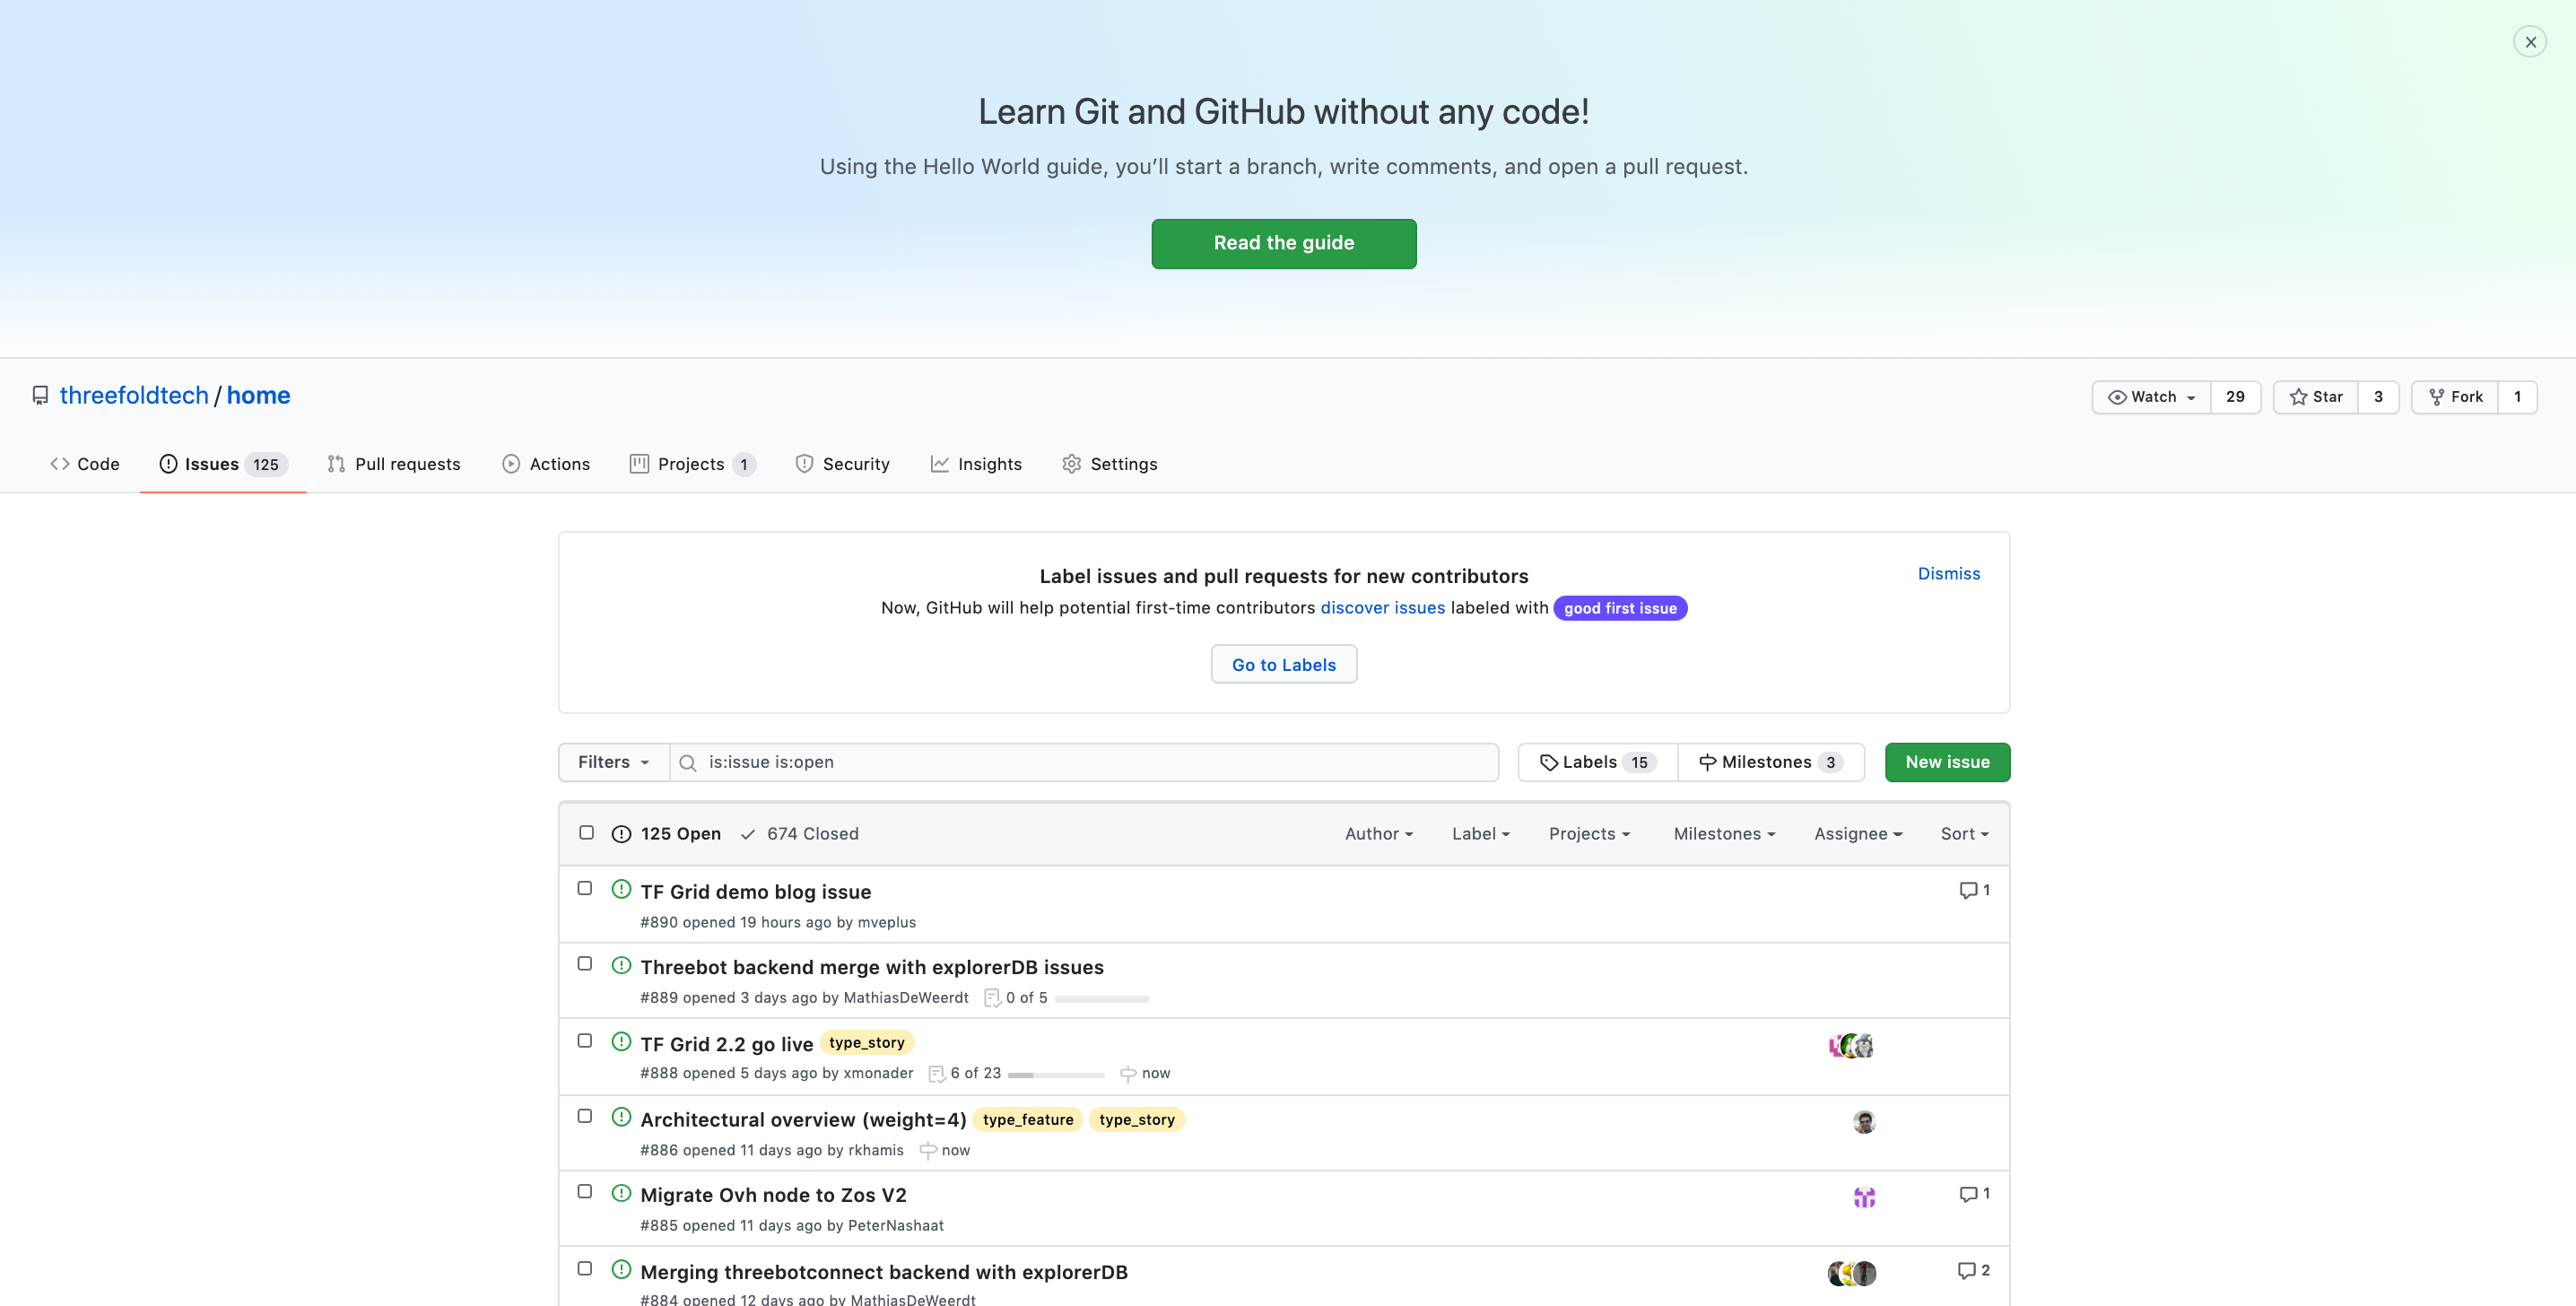 Learn Git and GitHub without any code!
Using the Hello World guide, you’ll start a branch, write comments, and open a pull request.
Read the guide
threefoldtech / home
Watch 29 Star 3 Fork 1
Code Issues 125 Pull requests Actions Projects 1 Security Insights Settings
Label issues and pull requests for new contributors
Dismiss
Now, GitHub will help potential first-time contributors discover issues labeled with good first issue
Go to Labels
Filters is:issue is:open Labels 15 Milestones 3 New issue
125 Open 674 Closed Author Label Projects Milestones Assignee Sort
TF Grid demo blog issue 1
#890 opened 19 hours ago by mveplus
Threebot backend merge with explorerDB issues
#889 opened 3 days ago by MathiasDeWeerdt 0 of 5
TF Grid 2.2 go live type_story
#888 opened 5 days ago by xmonader 6 of 23 now
Architectural overview (weight=4) type_feature type_story
#886 opened 11 days ago by rkhamis now
Migrate Ovh node to Zos V2 1
#885 opened 11 days ago by PeterNashaat
Merging threebotconnect backend with explorerDB 2
#884 opened 12 days ago by MathiasDeWeerdt